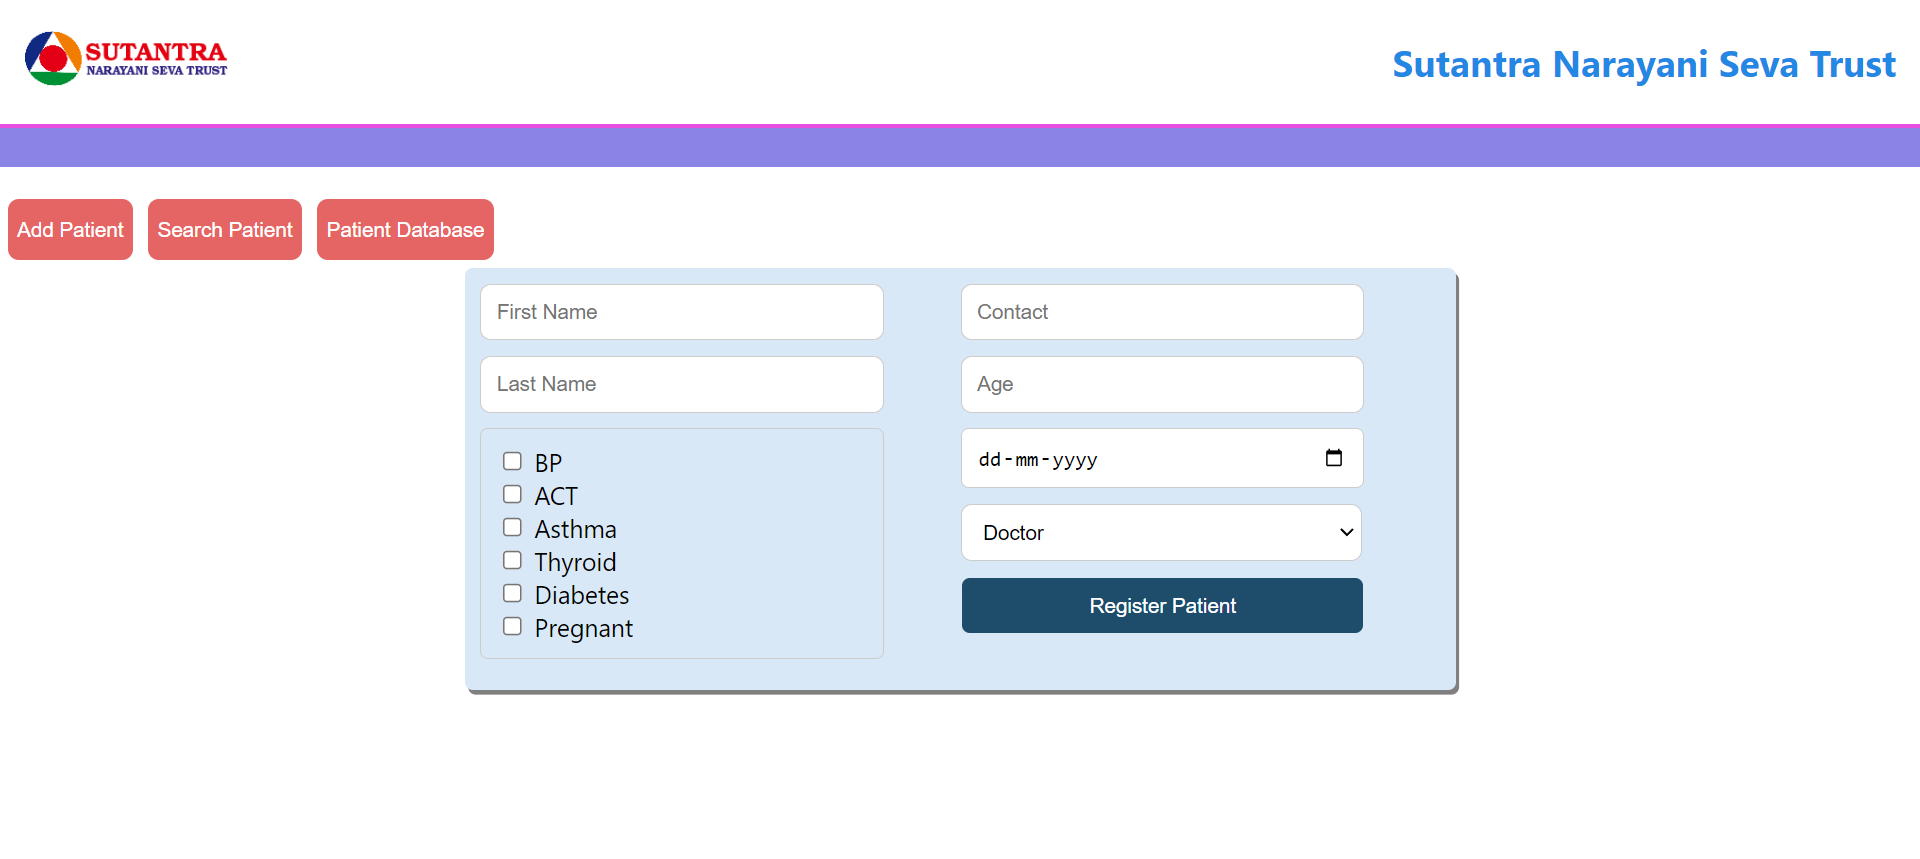 SUTANTRA
NARAYANI SEVA TRUST
Sutantra Narayani Seva Trust
Add Patient
Search Patient
Patient Database
First Name
Contact
Last Name
Age
BP
ACT
Asthma
Thyroid
Diabetes
Pregnant
dd-mm-yyyy
Doctor
Register Patient